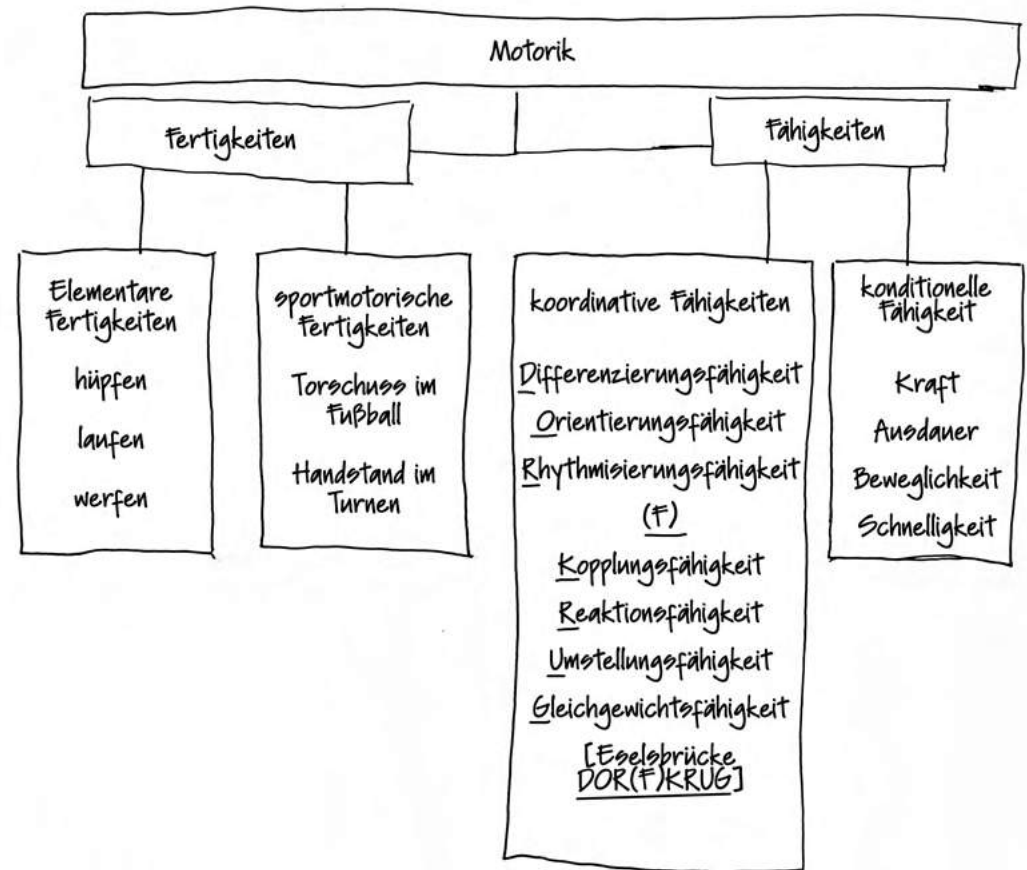 Motorik
Fertigkeiten
Fähigkeiten
Elementare
Fertigkeiten
hüpfen
laufen
werfen
sportmotorische
Fertigkeiten
Torschuss im
Fußball
Handstand im
Turnen
koordinative Fähigkeiten
Differenzierungsfähigkeit
Orientierungsfähigkeit
Rhythmisierungsfähigkeit
(F)
Kopplungsfähigkeit
Reaktionsfähigkeit
Umstellungsfähigkeit
Gleichgewichtsfähigkeit
[Eselsbrücke
DOR(F)KRUG]
konditionelle
Fähigkeit
Kraft
Ausdauer
Beweglichkeit
Schnelligkeit